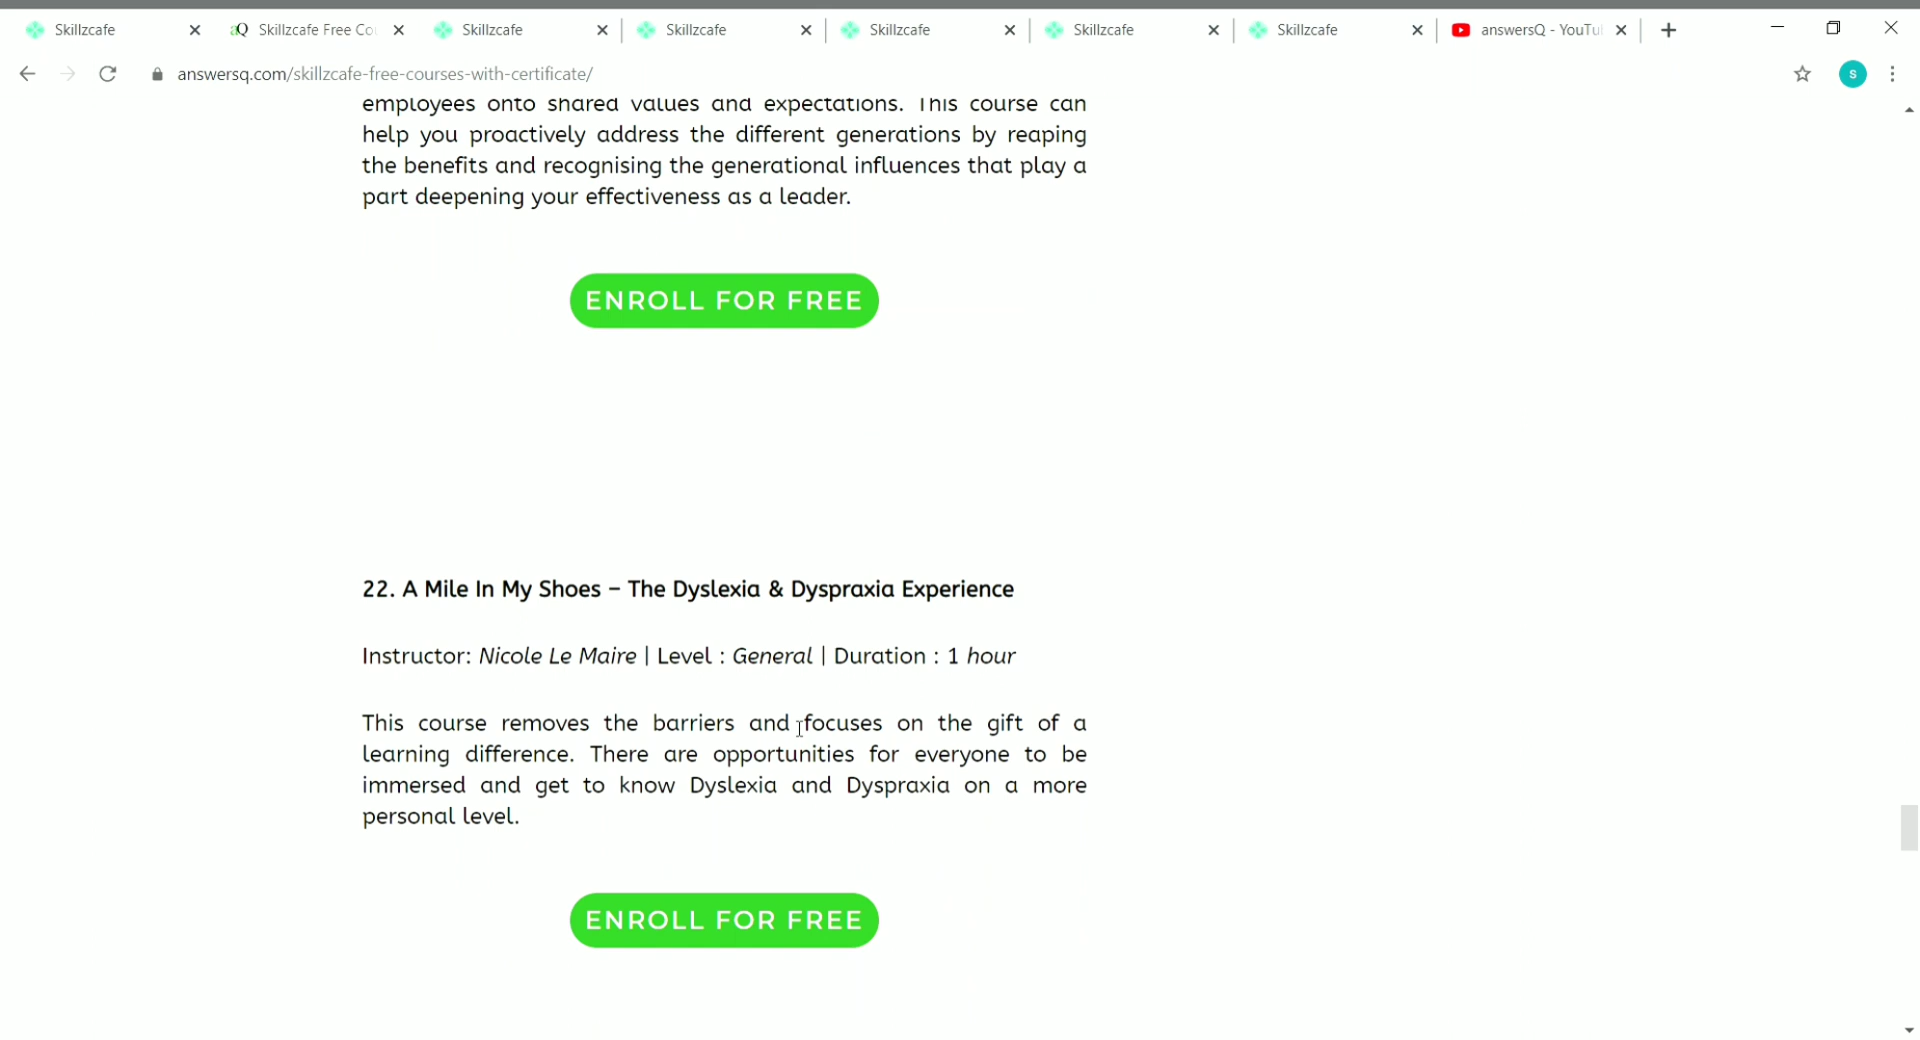 Skillzcafe
Skillzcafe Free Cou
Skillzcafe
Skillzcafe
Skillzcafe
Skillzcafe
Skillzcafe
answersQ - YouTu
answersq.com/skillzcafe-free-courses-with-certificate/
S
employees onto shared values and expectations. This course can
help you proactively address the different generations by reaping
the benefits and recognising the generational influences that play a
part deepening your effectiveness as a leader.
ENROLL FOR FREE
22. A Mile In My Shoes – The Dyslexia & Dyspraxia Experience
Instructor: Nicole Le Maire | Level : General | Duration : 1 hour
This course removes the barriers and focuses on the gift of a
learning difference. There are opportunities for everyone to be
immersed and get to know Dyslexia and Dyspraxia on a more
personal level.
ENROLL FOR FREE